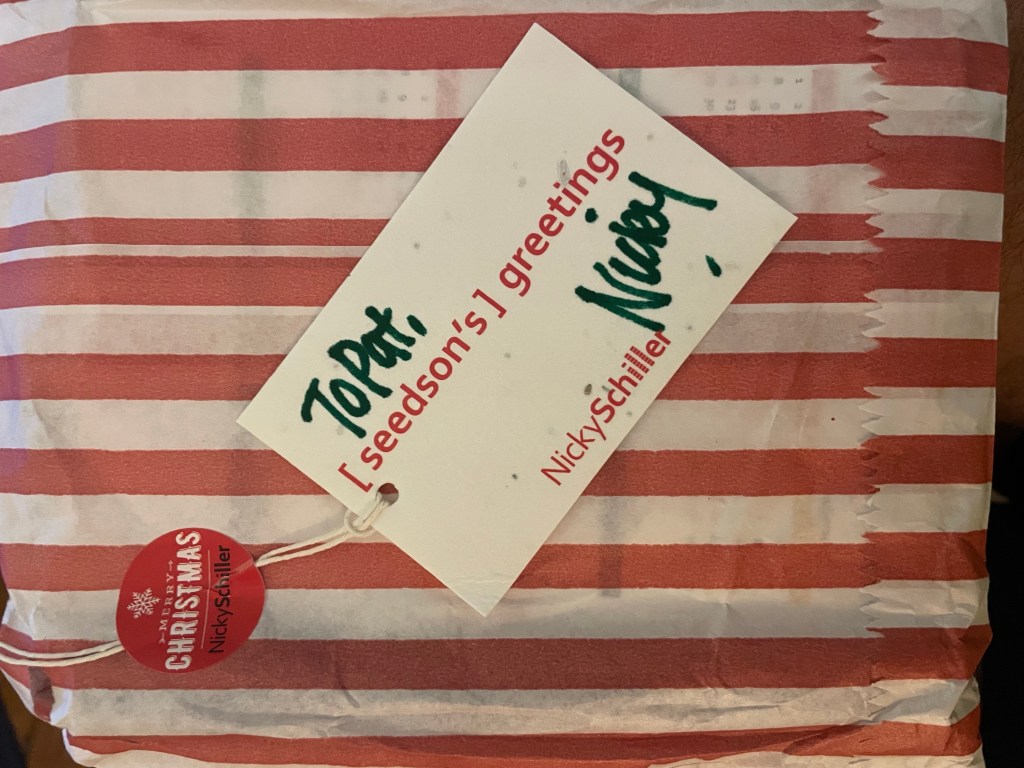 To Pat,
[ seedson's ] greetings
Nicky
NickySchiller
MERRY
CHRISTMAS
NickySchiller